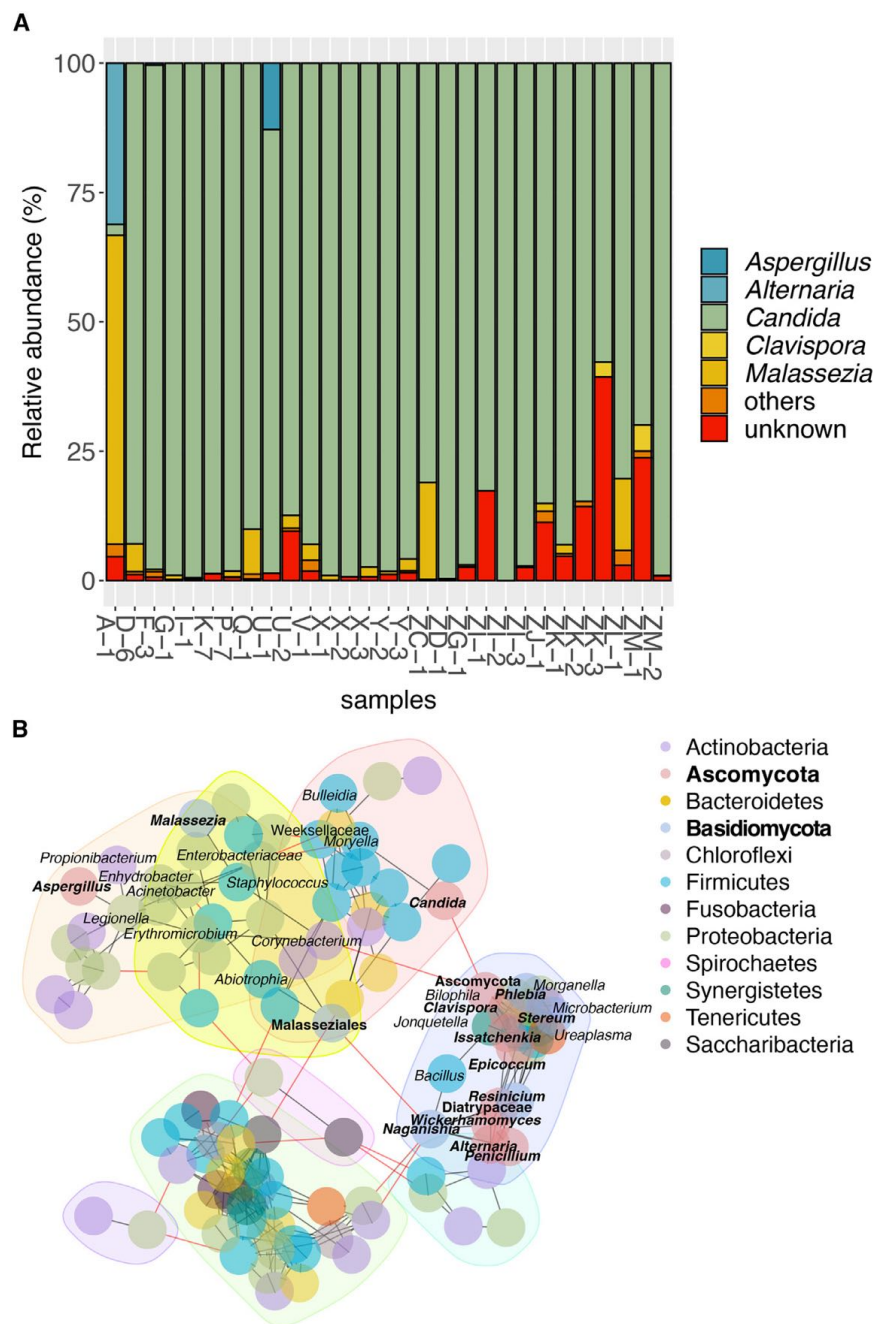 A
Relative abundance (%)
100
75
50
25
0
A−1
D−6
F−3
G−1
I−1
K−7
P−7
Q−1
U−1
U−2
V−1
X−1
X−2
X−3
Y−2
Y−3
ZC−1
ZD−1
ZG−1
ZI−1
ZI−2
ZI−3
ZJ−1
ZK−1
ZK−2
ZK−3
ZL−1
ZM−1
ZM−2
samples
Aspergillus
Alternaria
Candida
Clavispora
Malassezia
others
unknown
B
Bulleidia
Malassezia
Weeksellaceae
Moryella
Enterobacteriaceae
Propionibacterium
Enhydrobacter
Aspergillus
Acinetobacter
Staphylococcus
Candida
Legionella
Erythromicrobium
Corynebacterium
Abiotrophia
Malasseziales
Ascomycota
Morganella
Bilophila
Phlebia
Clavispora
Microbacterium
Jonquetella
Stereum
Issatchenkia
Ureaplasma
Epicoccum
Bacillus
Resinicium
Diatrypaceae
Wickerhamomyces
Naganishia
Alternaria
Penicillium
Actinobacteria
Ascomycota
Bacteroidetes
Basidiomycota
Chloroflexi
Firmicutes
Fusobacteria
Proteobacteria
Spirochaetes
Synergistetes
Tenericutes
Saccharibacteria